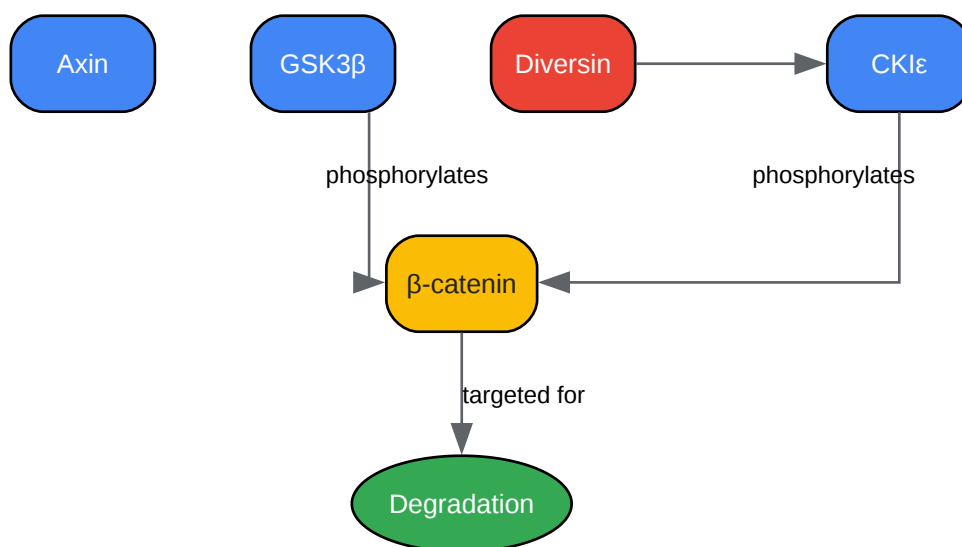 Axin
GSK3β
Diversin
CKIε
phosphorylates
phosphorylates
β-catenin
targeted for
Degradation